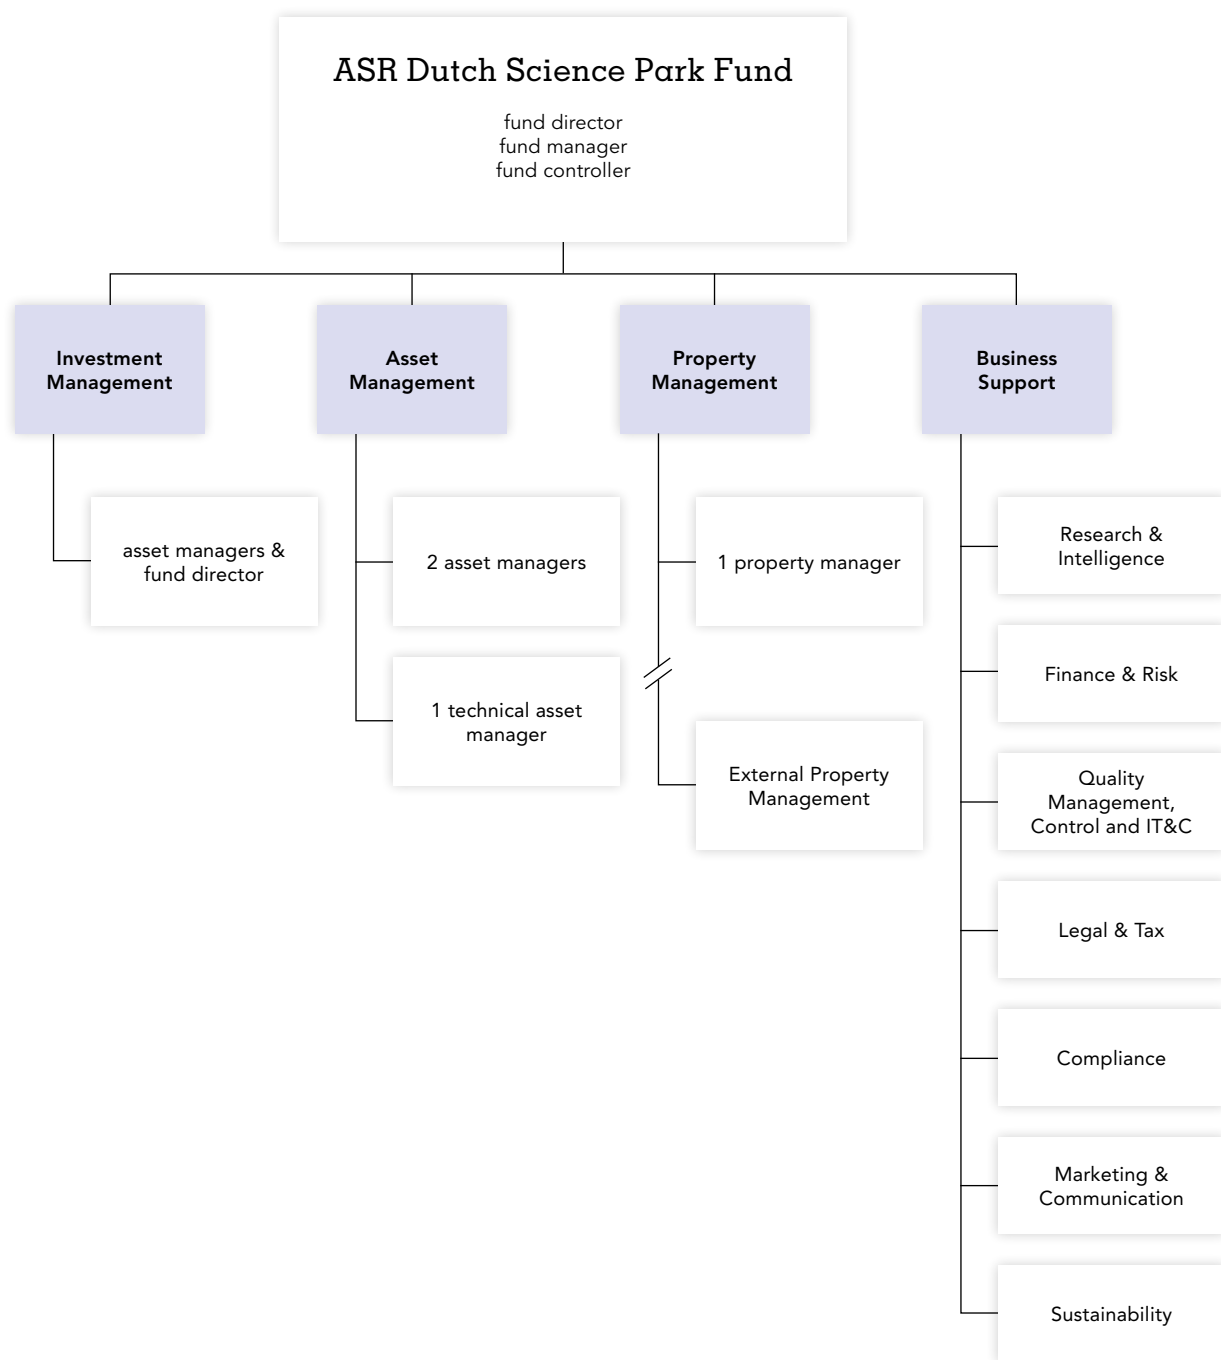 ASR Dutch Science Park Fund
fund director
fund manager
fund controller
Investment
Management
Asset
Management
Property
Management
Business
Support
asset managers &
fund director
2 asset managers
1 technical asset
manager
1 property manager
External Property
Management
Research &
Intelligence
Finance & Risk
Quality
Management,
Control and IT&C
Legal & Tax
Compliance
Marketing &
Communication
Sustainability